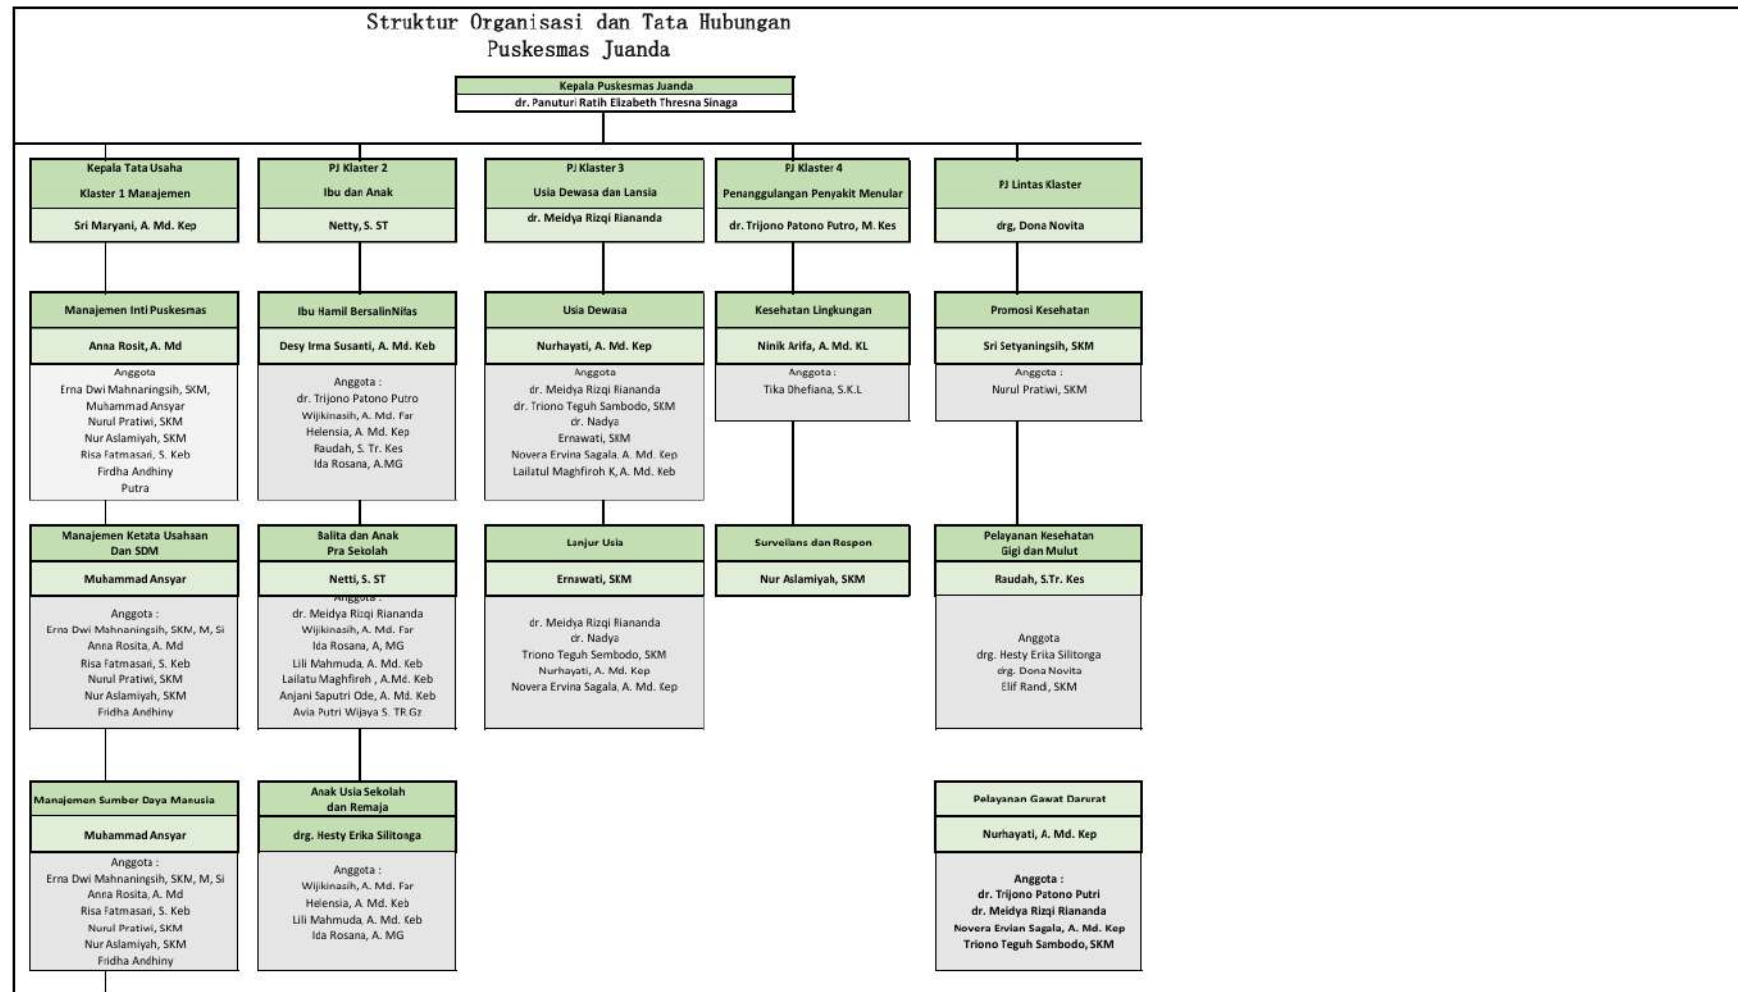 Struktur Organisasi dan Tata Hubungan
Puskesmas Juanda
Kepala Puskesmas Juanda
dr. Panuturi Ratih Elizabeth Thresna Sinaga
Kepala Tata Usaha
Klaster 1 Manajemen
Sri Maryani, A. Md. Kep
PJ Klaster 2
Ibu dan Anak
Netty, S. ST
PJ Klaster 3
Usia Dewasa dan Lansia
dr. Meidya Rizqi Riananda
PJ Klaster 4
Penanggulangan Penyakit Menular
dr. Trijono Patono Putro, M. Kes
PJ Lintas Klaster
drg, Dona Novita
Manajemen Inti Puskesmas
Anna Rosit, A. Md
Anggota
Erna Dwi Mahnaningsih, SKM,
Muhammad Ansyar
Nurul Pratiwi, SKM
Nur Aslamiyah, SKM
Risa Fatmasari, S. Keb
Firdha Andhiny
Putra
Ibu Hamil BersalinNifas
Desy Irma Susanti, A. Md. Keb
Anggota :
dr. Trijono Patono Putro
Wijikinasih, A. Md. Far
Helensia, A. Md. Kep
Raudah, S. Tr. Kes
Ida Rosana, A.MG
Usia Dewasa
Nurhayati, A. Md. Kep
Anggota
dr. Meidya Rizqi Riananda
dr. Triono Teguh Sambodo, SKM
dr. Nadya
Ernawati, SKM
Novera Ervina Sagala, A. Md. Kep
Lailatul Maghfiroh K, A. Md. Keb
Kesehatan Lingkungan
Ninik Arifa, A. Md. KL
Anggota :
Tika Dhefiana, S.K.L
Promosi Kesehatan
Sri Setyaningsih, SKM
Anggota :
Nurul Pratiwi, SKM
Manajemen Ketata Usahaan
Dan SDM
Muhammad Ansyar
Anggota :
Erna Dwi Mahnaningsih, SKM, M, Si
Anna Rosita, A. Md
Risa Fatmasari, S. Keb
Nurul Pratiwi, SKM
Nur Aslamiyah, SKM
Fridha Andhiny
Balita dan Anak
Pra Sekolah
Netti, S. ST
Anggota :
dr. Meidya Rizqi Riananda
Wijikinasih, A. Md. Far
Ida Rosana, A, MG
Lili Mahmuda, A. Md. Keb
Lailatu Maghfiroh , A.Md. Keb
Anjani Saputri Ode, A. Md. Keb
Avia Putri Wijaya S. TR.Gz
Lanjur Usia
Ernawati, SKM
dr. Meidya Rizqi Riananda
dr. Nadya
Triono Teguh Sembodo, SKM
Nurhayati, A. Md. Kep
Novera Ervina Sagala, A. Md. Kep
Surveilans dan Respon
Nur Aslamiyah, SKM
Pelayanan Kesehatan
Gigi dan Mulut
Raudah, S.Tr. Kes
Anggota
drg. Hesty Erika Silitonga
drg. Dona Novita
Elif Randi, SKM
Manajemen Sumber Daya Manusia
Muhammad Ansyar
Anggota :
Erna Dwi Mahnaningsih, SKM, M, Si
Anna Rosita, A. Md
Risa Fatmasari, S. Keb
Nurul Pratiwi, SKM
Nur Aslamiyah, SKM
Fridha Andhiny
Anak Usia Sekolah
dan Remaja
drg. Hesty Erika Silitonga
Anggota :
Wijikinasih, A. Md. Far
Helensia, A. Md. Keb
Lili Mahmuda, A. Md. Keb
Ida Rosana, A. MG
Pelayanan Gawat Darurat
Nurhayati, A. Md. Kep
Anggota :
dr. Trijono Patono Putri
dr. Meidya Rizqi Riananda
Novera Ervian Sagala, A. Md. Kep
Triono Teguh Sambodo, SKM